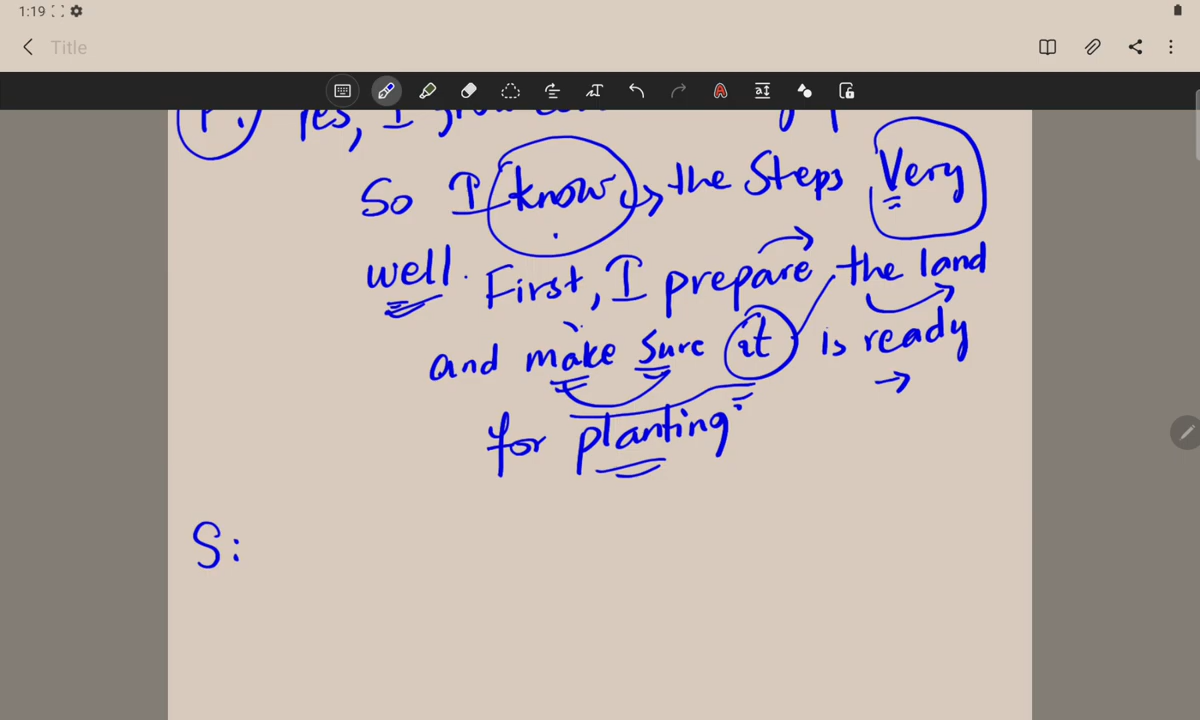 1:19
Title
P. Yes, I
So I know the Steps Very
well. First, I prepare the land
and make Sure it is ready
for planting
S: